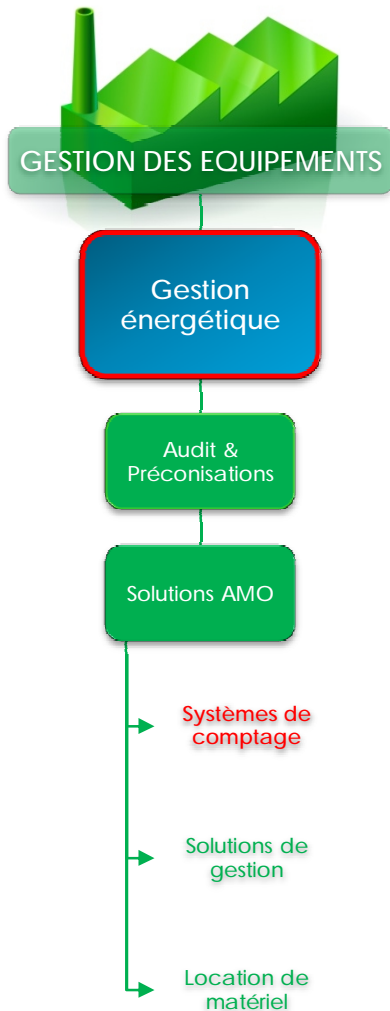 GESTION DES EQUIPEMENTS
Gestion
énergétique
Audit &
Préconisations
Solutions AMO
Systèmes de
comptage
Solutions de
gestion
Location de
matériel